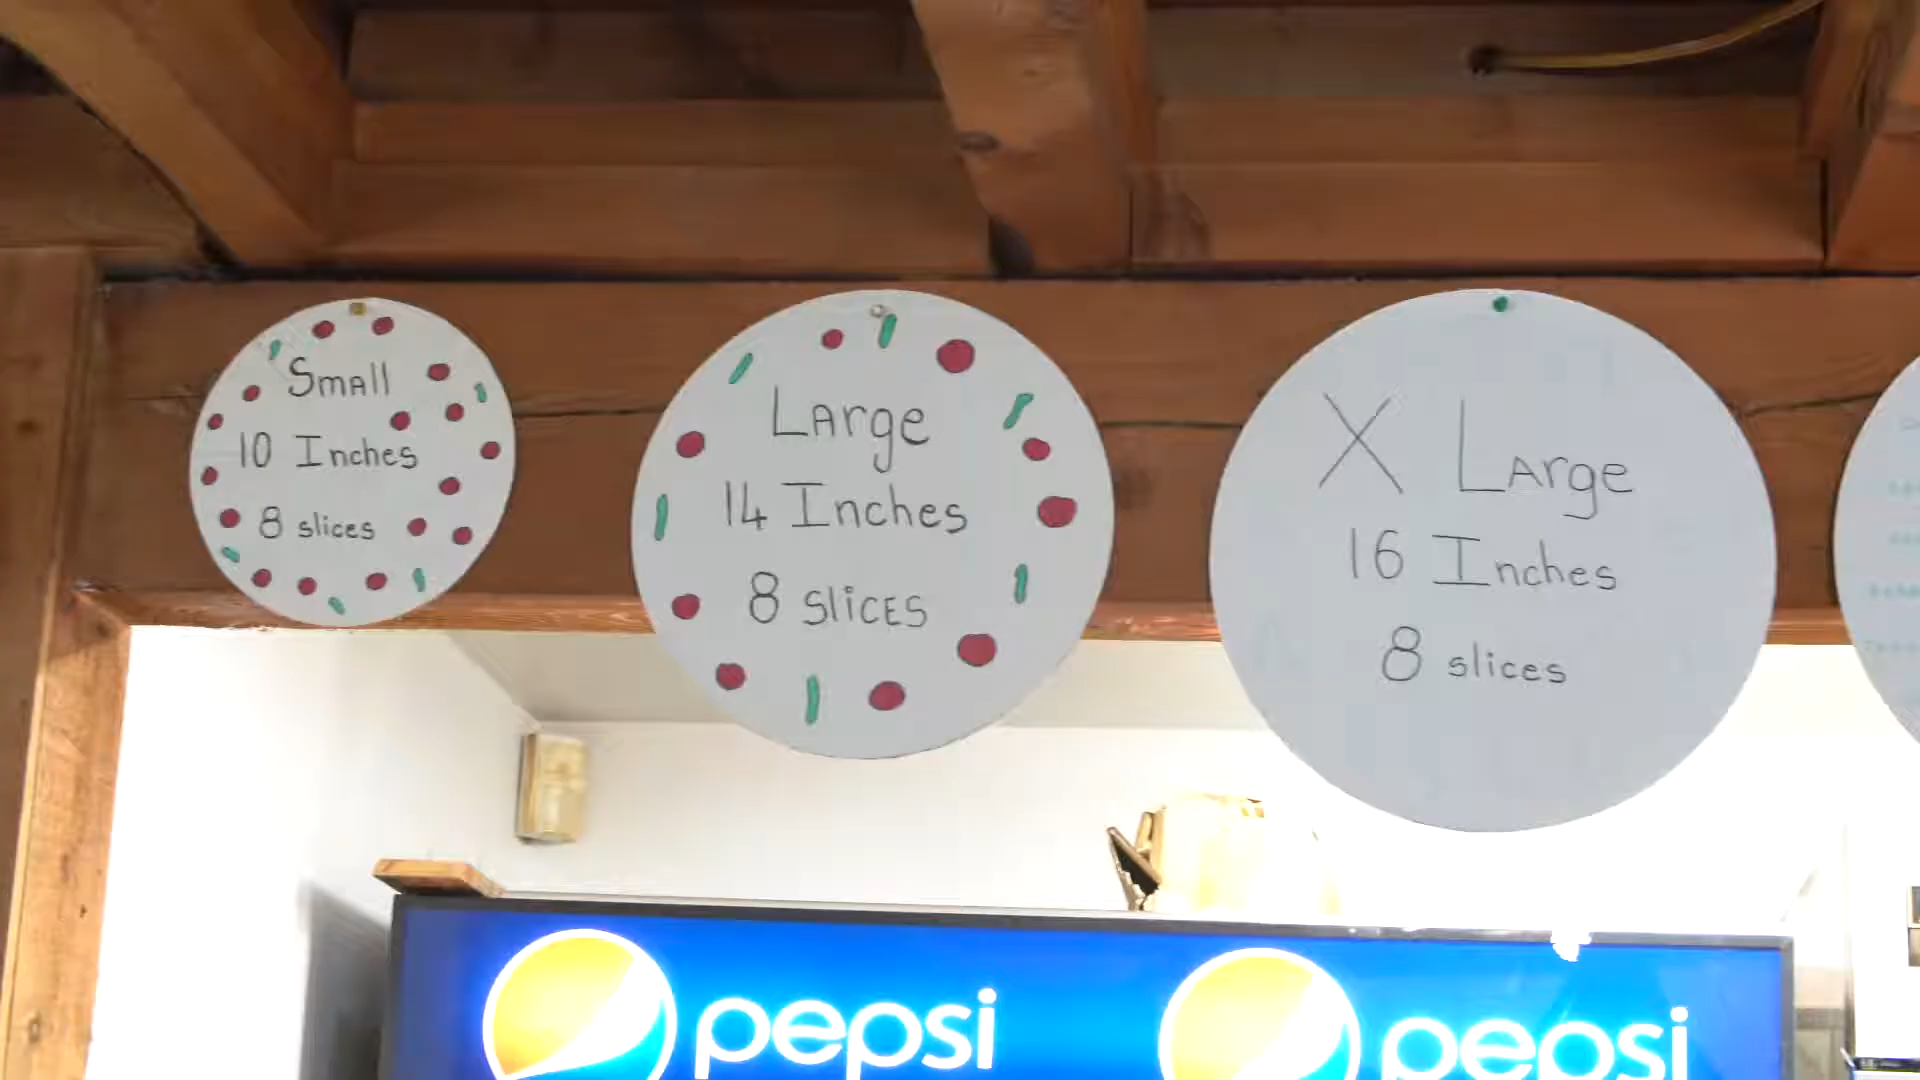 Small
10 Inches
8 slices
Large
14 Inches
8 slices
X Large
16 Inches
8 slices
pepsi
pepsi